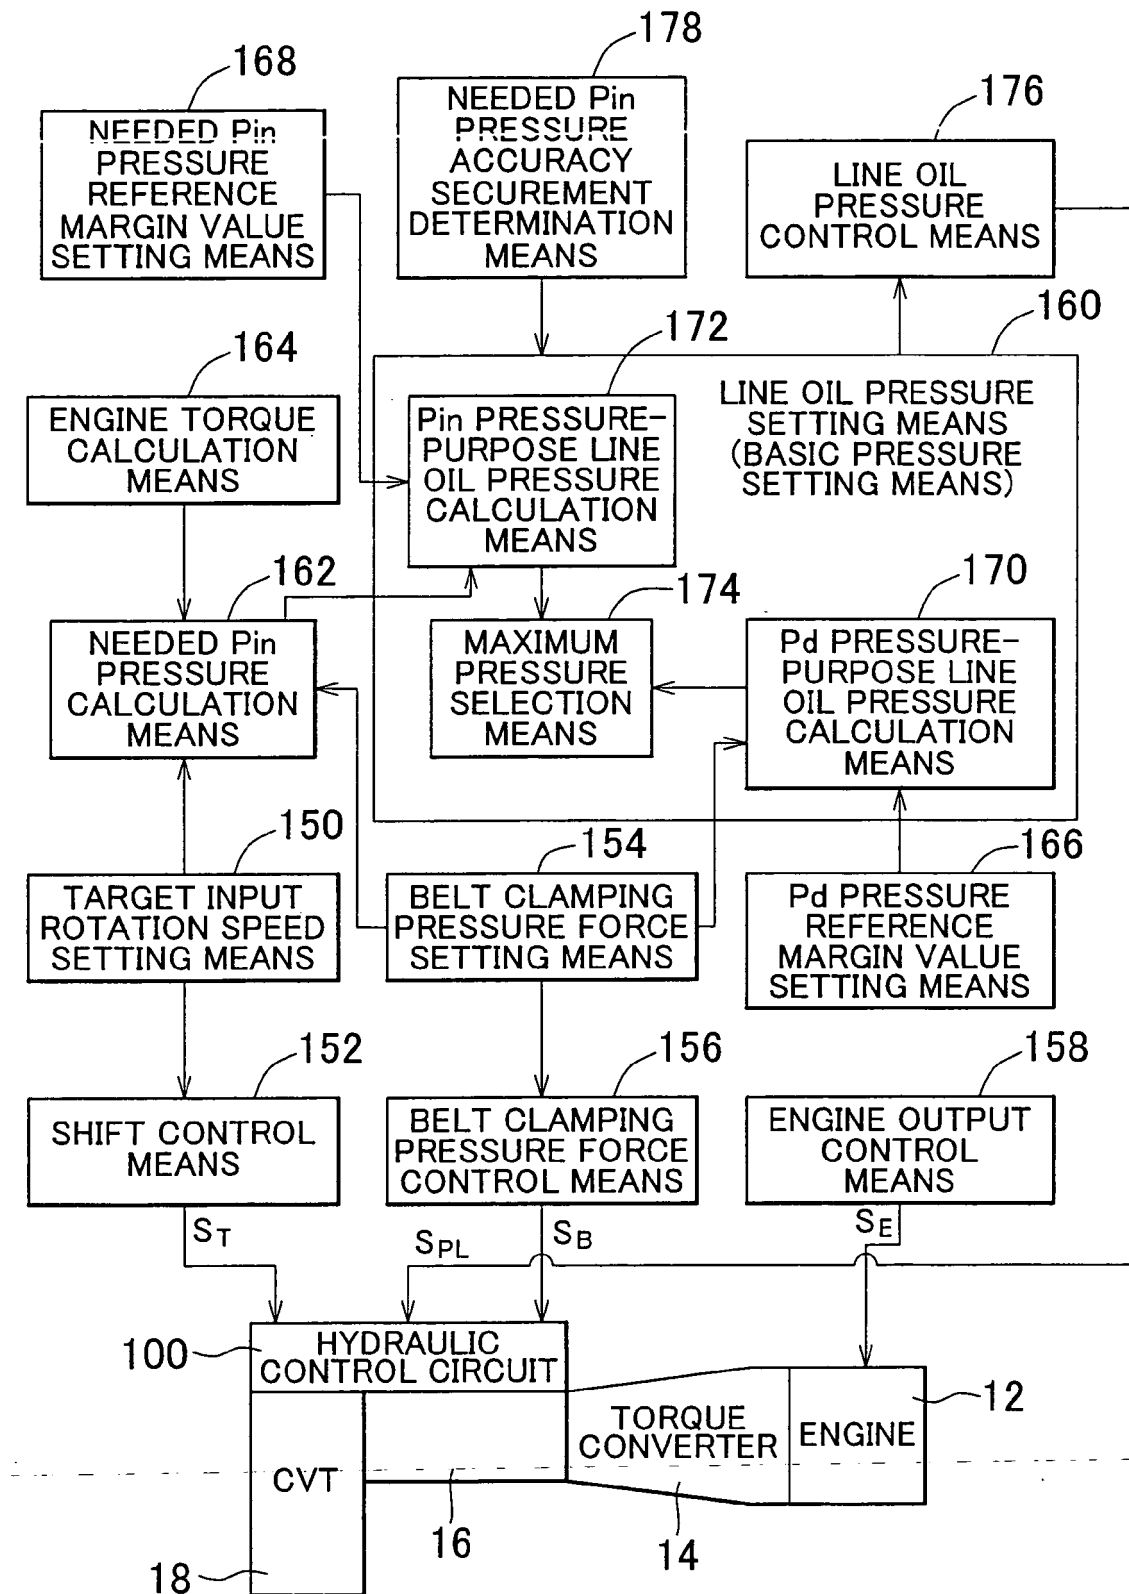 168
NEEDED Pin
PRESSURE
REFERENCE
MARGIN VALUE
SETTING MEANS
178
NEEDED Pin
PRESSURE
ACCURACY
SECUREMENT
DETERMINATION
MEANS
176
LINE OIL
PRESSURE
CONTROL MEANS
160
LINE OIL PRESSURE
SETTING MEANS
(BASIC PRESSURE
SETTING MEANS)
164
ENGINE TORQUE
CALCULATION
MEANS
172
Pin PRESSURE-
PURPOSE LINE
OIL PRESSURE
CALCULATION
MEANS
162
NEEDED Pin
PRESSURE
CALCULATION
MEANS
174
MAXIMUM
PRESSURE
SELECTION
MEANS
170
Pd PRESSURE-
PURPOSE LINE
OIL PRESSURE
CALCULATION
MEANS
150
TARGET INPUT
ROTATION SPEED
SETTING MEANS
154
BELT CLAMPING
PRESSURE FORCE
SETTING MEANS
166
Pd PRESSURE
REFERENCE
MARGIN VALUE
SETTING MEANS
152
SHIFT CONTROL
MEANS
156
BELT CLAMPING
PRESSURE FORCE
CONTROL MEANS
158
ENGINE OUTPUT
CONTROL
MEANS
ST
SPL
SB
SE
100
HYDRAULIC
CONTROL CIRCUIT
CVT
TORQUE
CONVERTER
ENGINE
12
16
14
18